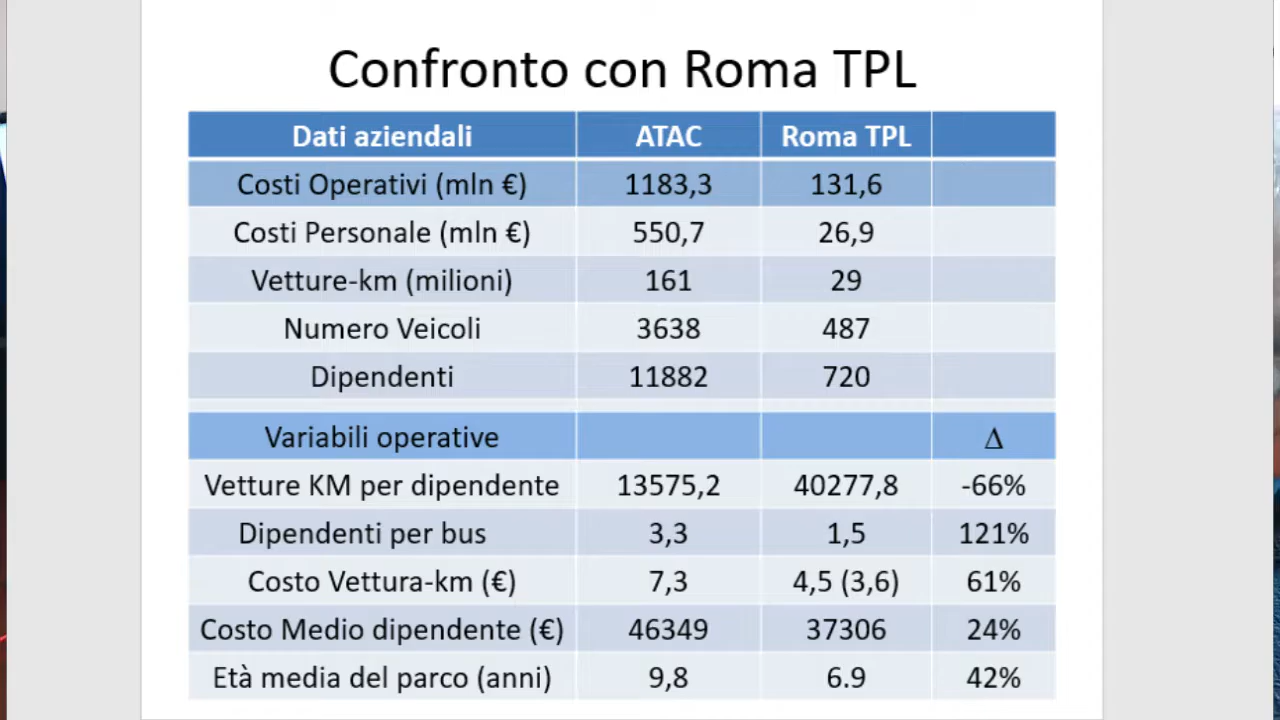 Confronto con Roma TPL
Dati aziendali ATAC Roma TPL
Costi Operativi (mln €) 1183,3 131,6
Costi Personale (mln €) 550,7 26,9
Vetture-km (milioni) 161 29
Numero Veicoli 3638 487
Dipendenti 11882 720
Variabili operative Δ
Vetture KM per dipendente 13575,2 40277,8 -66%
Dipendenti per bus 3,3 1,5 121%
Costo Vettura-km (€) 7,3 4,5 (3,6) 61%
Costo Medio dipendente (€) 46349 37306 24%
Età media del parco (anni) 9,8 6.9 42%